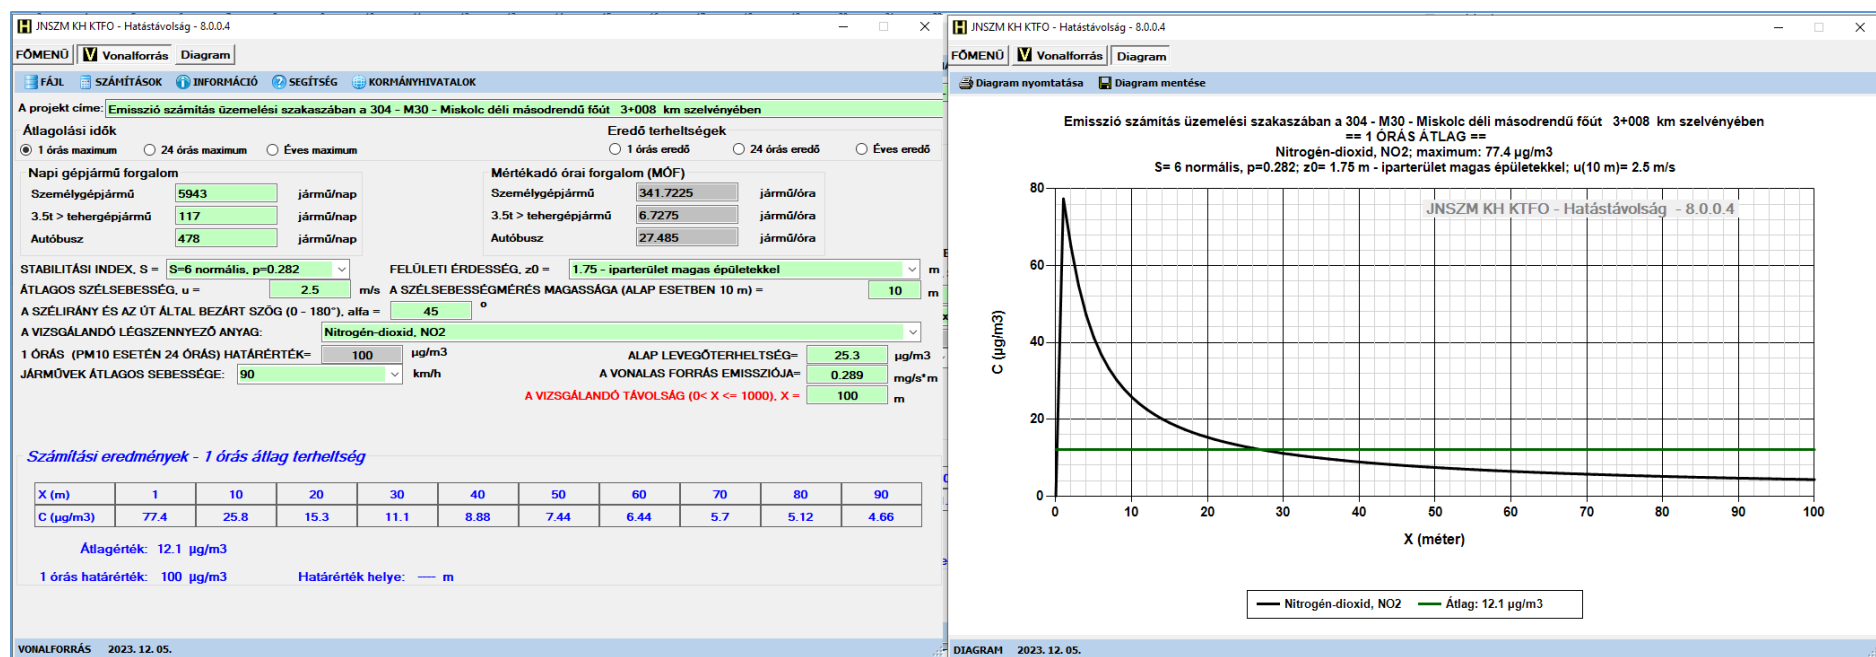 JNSZM KH KTFO - Hatástávolság - 8.0.0.4
FŐMENÜ Vonalforrás Diagram
FÁJL SZÁMÍTÁSOK INFORMÁCIÓ SEGÍTSÉG KORMÁNYHIVATALOK
A projekt címe: Emisszió számítás üzemelési szakaszában a 304 - M30 - Miskolc déli másodrendű főút 3+008 km szelvényében
Átlagolási idők
1 órás maximum 24 órás maximum Éves maximum
Eredő terheltségek
1 órás eredő 24 órás eredő Éves eredő
Napi gépjármű forgalom
Személygépjármű 5943 jármű/nap
3.5t > tehergépjármű 117 jármű/nap
Autóbusz 478 jármű/nap
Mértékadó órai forgalom (MÓF)
Személygépjármű 341.7225 jármű/óra
3.5t > tehergépjármű 6.7275 jármű/óra
Autóbusz 27.485 jármű/óra
STABILITÁSI INDEX, S = S=6 normális, p=0.282 FELÜLETI ÉRDESSÉG, z0 = 1.75 - iparterület magas épületekkel m
ÁTLAGOS SZÉLSEBESSÉG, u = 2.5 m/s A SZÉLSEBESSÉGMÉRÉS MAGASSÁGA (ALAP ESETBEN 10 m) = 10 m
A SZÉLIRÁNY ÉS AZ ÚT ÁLTAL BEZÁRT SZÖG (0 - 180°), alfa = 45 o
A VIZSGÁLANDÓ LÉGSZENNYEZŐ ANYAG: Nitrogén-dioxid, NO2
1 ÓRÁS (PM10 ESETÉN 24 ÓRÁS) HATÁRÉRTÉK= 100 µg/m3 ALAP LEVEGŐTERHELTSÉG= 25.3 µg/m3
JÁRMŰVEK ÁTLAGOS SEBESSÉGE: 90 km/h A VONALAS FORRÁS EMISSZIÓJA= 0.289 mg/s*m
A VIZSGÁLANDÓ TÁVOLSÁG (0< X <= 1000), X = 100 m
Számítási eredmények - 1 órás átlag terheltség
X (m) 1 10 20 30 40 50 60 70 80 90
C (µg/m3) 77.4 25.8 15.3 11.1 8.88 7.44 6.44 5.7 5.12 4.66
Átlagérték: 12.1 µg/m3
1 órás határérték: 100 µg/m3 Határérték helye: ---- m
VONALFORRÁS 2023. 12. 05.
JNSZM KH KTFO - Hatástávolság - 8.0.0.4
FŐMENÜ Vonalforrás Diagram
Diagram nyomtatása Diagram mentése
Emisszió számítás üzemelési szakaszában a 304 - M30 - Miskolc déli másodrendű főút 3+008 km szelvényében
== 1 ÓRÁS ÁTLAG ==
Nitrogén-dioxid, NO2; maximum: 77.4 µg/m3
S= 6 normális, p=0.282; z0= 1.75 m - iparterület magas épületekkel; u(10 m)= 2.5 m/s
JNSZM KH KTFO - Hatástávolság - 8.0.0.4
C (µg/m3)
80
60
40
20
0
0 10 20 30 40 50 60 70 80 90 100
X (méter)
Nitrogén-dioxid, NO2 Átlag: 12.1 µg/m3
DIAGRAM 2023. 12. 05.